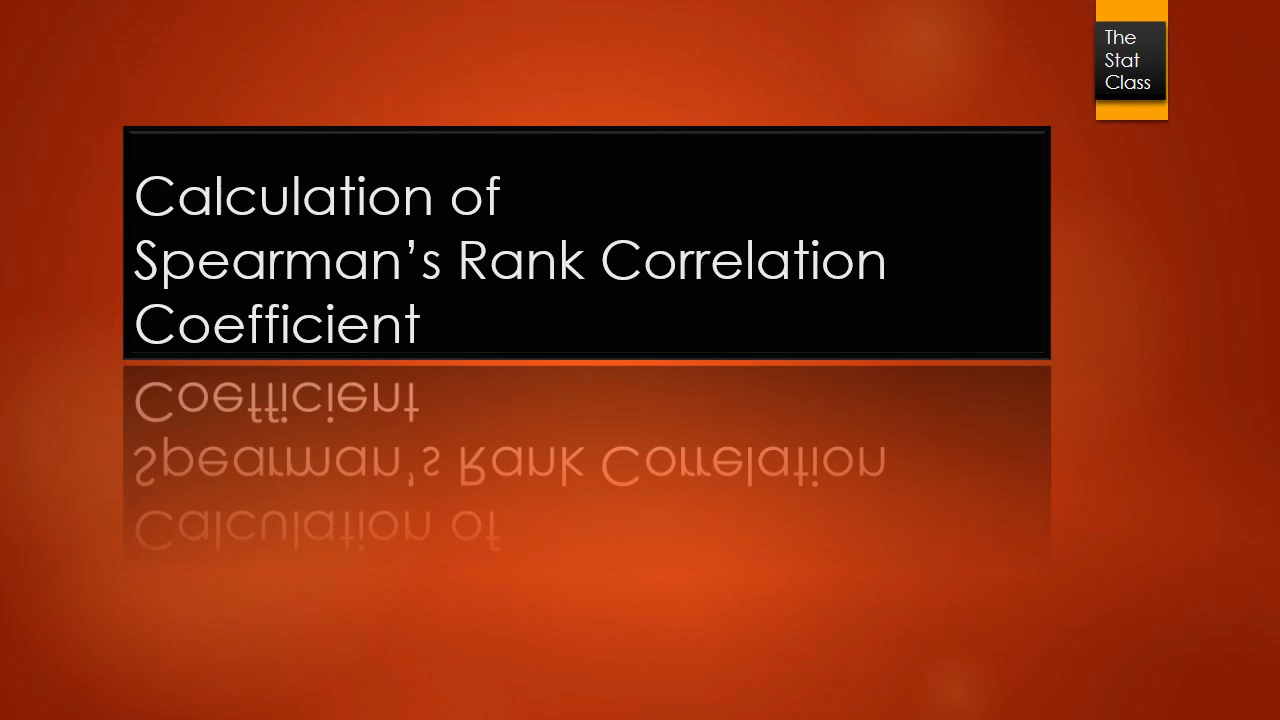 The
Stat
Class
Calculation of
Spearman’s Rank Correlation
Coefficient